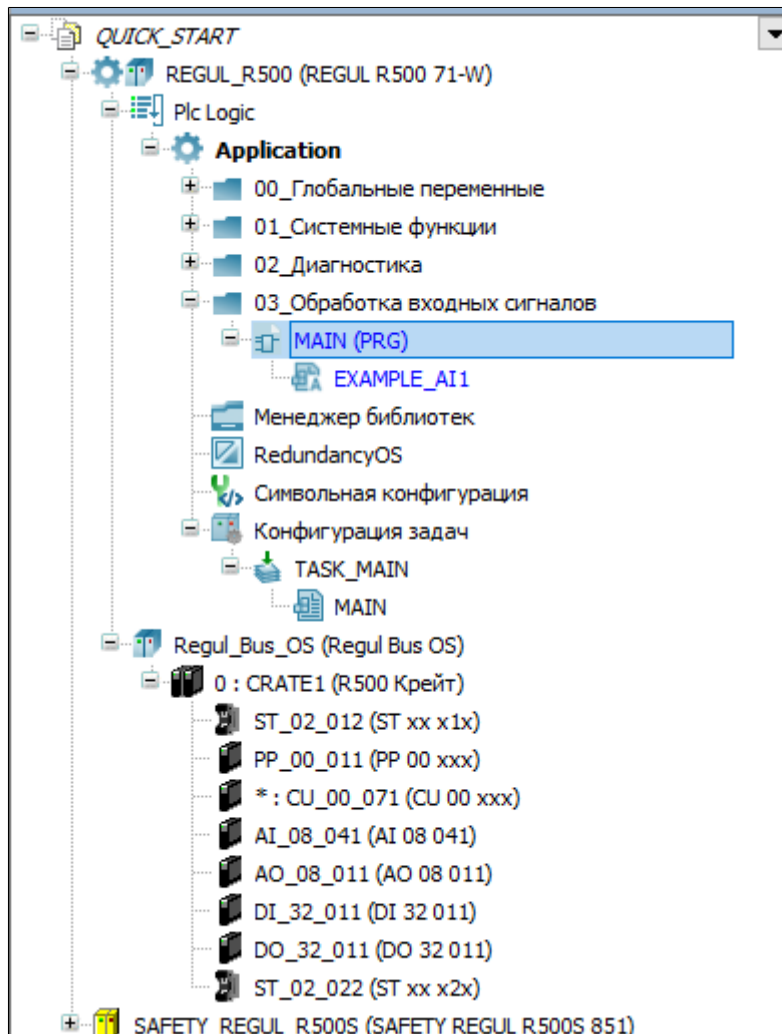 QUICK_START
REGUL_R500 (REGUL R500 71-W)
Plc Logic
Application
00_Глобальные переменные
01_Системные функции
02_Диагностика
03_Обработка входных сигналов
MAIN (PRG)
EXAMPLE_AI1
Менеджер библиотек
RedundancyOS
Символьная конфигурация
Конфигурация задач
TASK_MAIN
MAIN
Regul_Bus_OS (Regul Bus OS)
0 : CRATE1 (R500 Крейт)
ST_02_012 (ST xx x1x)
PP_00_011 (PP 00 xxx)
* : CU_00_071 (CU 00 xxx)
AI_08_041 (AI 08 041)
AO_08_011 (AO 08 011)
DI_32_011 (DI 32 011)
DO_32_011 (DO 32 011)
ST_02_022 (ST xx x2x)
SAFETY_REGUL_R500S (SAFETY REGUL R500S 851)